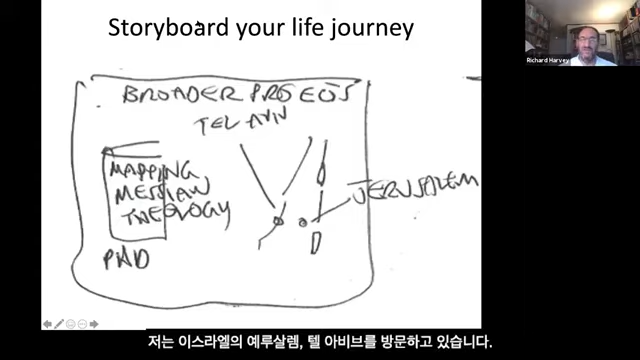 Storyboard your life journey
Richard Harvey
BROADER PROJECTS
TEL AVIV
MAPPING
MESSIAN
THEOLOGY
JERUSALEM
PHD
저는 이스라엘의 예루살렘, 텔 아비브를 방문하고 있습니다.